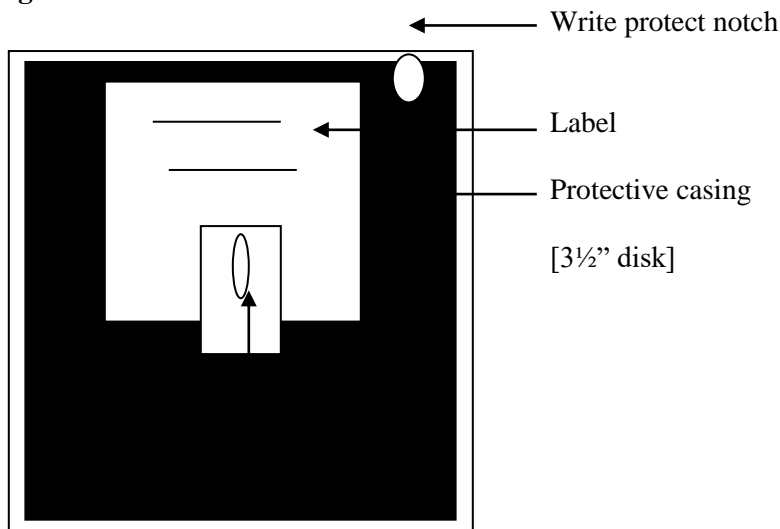 g
Write protect notch
Label
Protective casing
[3½” disk]